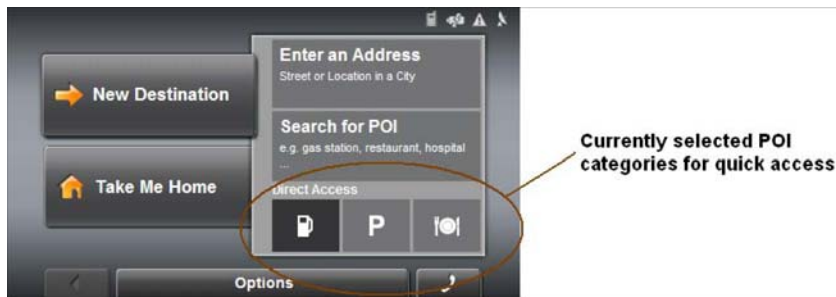 Enter an Address
Street or Location in a City
New Destination
Search for POI
e.g. gas station, restaurant, hospital
...
Take Me Home
Direct Access
P
Options
Currently selected POI
categories for quick access